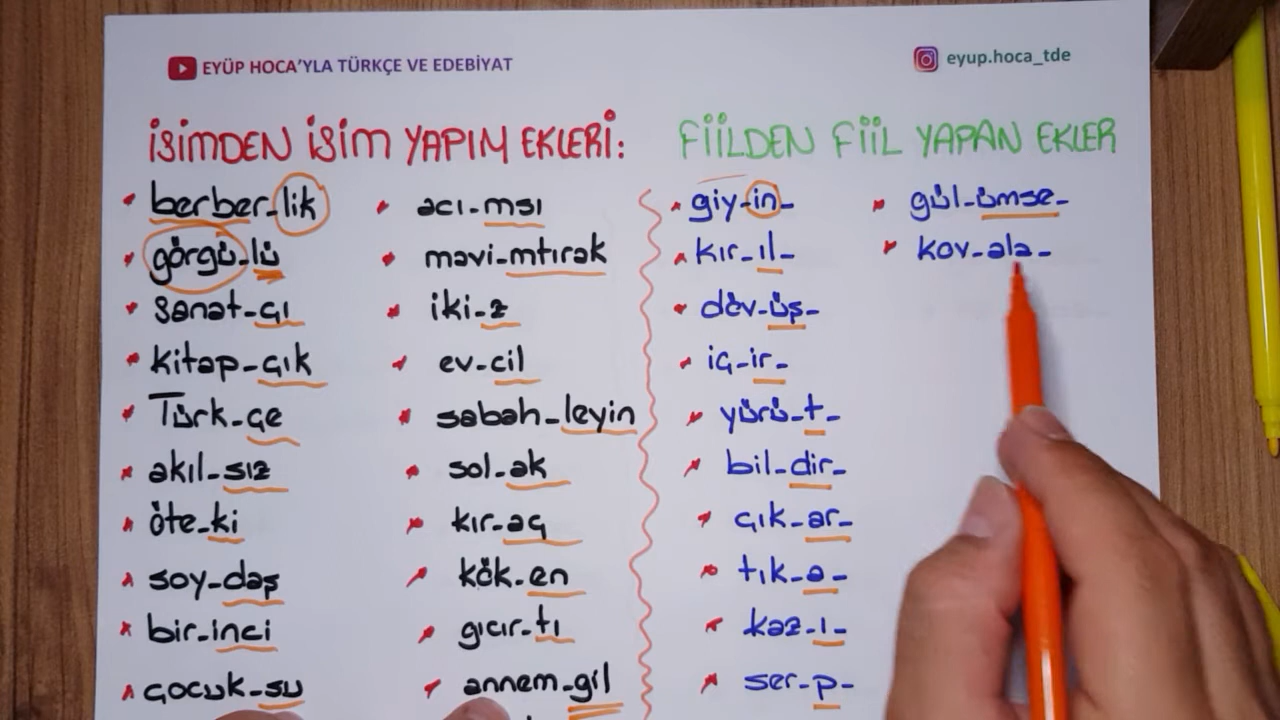 EYÜP HOCA'YLA TÜRKÇE VE EDEBİYAT
eyup.hoca_tde
İSİMDEN İSİM YAPIM EKLERİ:
berber-lik
görgü-lü
sanat-çı
kitap-çık
Türk-çe
akıl-sız
öte-ki
soy-daş
bir-inci
çocuk-su
acı-msı
mavi-mtırak
iki-z
ev-cil
sabah-leyin
sol-ak
kır-aç
kök-en
gıcır-tı
annem-gil
FİİLDEN FİİL YAPAN EKLER
giy-in-
kır-ıl-
döv-üş-
iç-ir-
yürü-t-
bil-dir-
çık-ar-
tık-a-
kaz-ı-
ser-p-
gül-ümse-
kov-ala-